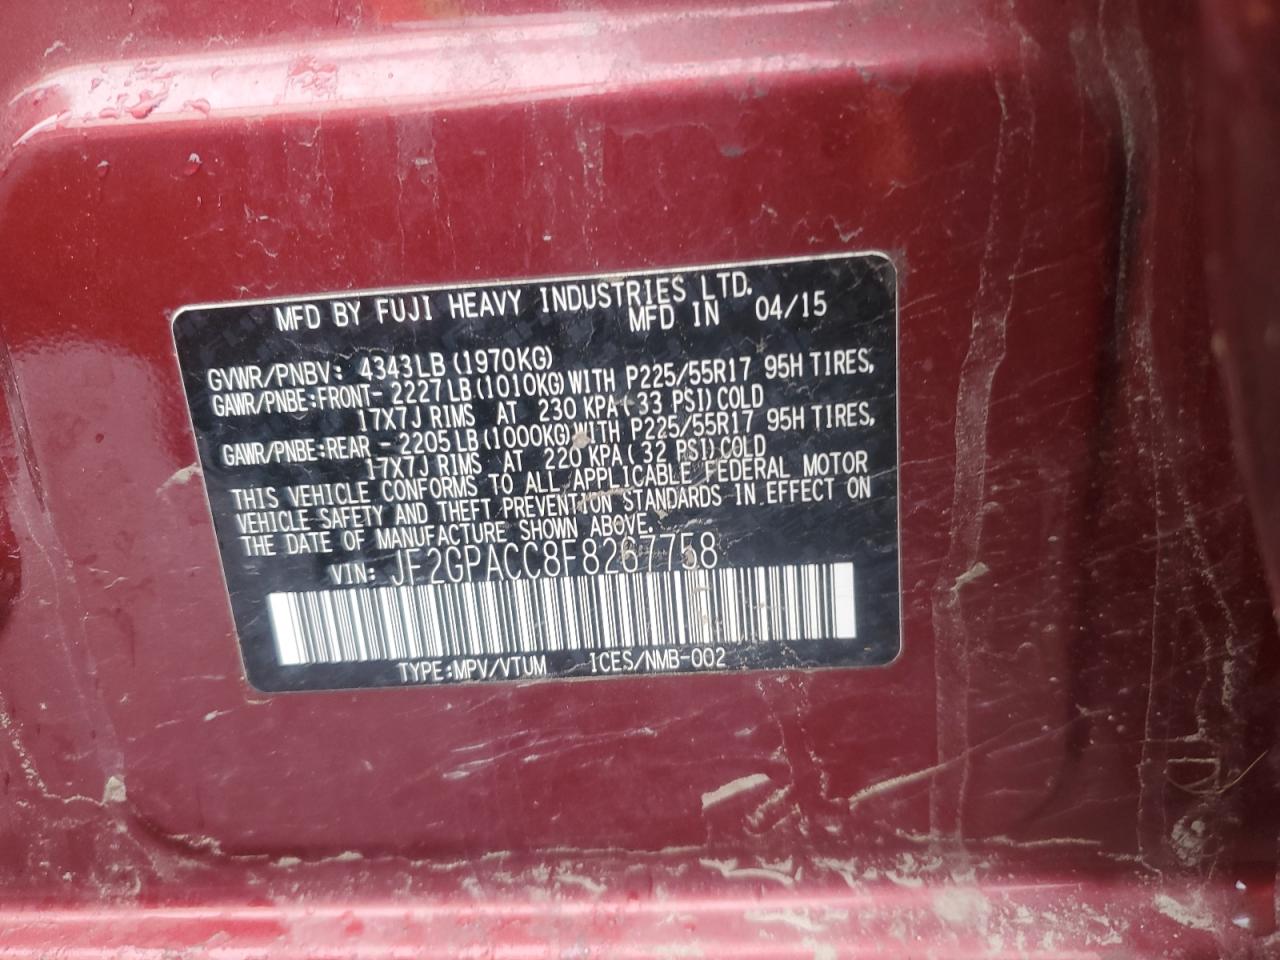 MFD BY FUJI HEAVY INDUSTRIES LTD.
MFD IN 04/15
GVWR/PNBV: 4343LB (1970KG)
GAWR/PNBE:FRONT- 2227LB(1010KG)WITH P225/55R17 95H TIRES,
17X7J RIMS AT 230 KPA( 33 PSI) COLD
GAWR/PNBE:REAR -2205LB(1000KG)WITH P225/55R17 95H TIRES,
17X7J RIMS AT 220 KPA( 32 PSI)COLD
THIS VEHICLE CONFORMS TO ALL APPLICABLE FEDERAL MOTOR
VEHICLE SAFETY AND THEFT PREVENTION STANDARDS IN EFFECT ON
THE DATE OF MANUFACTURE SHOWN ABOVE.
VIN: JF2GPACC8F8267758
TYPE:MPV/VTUM ICES/NMB-002